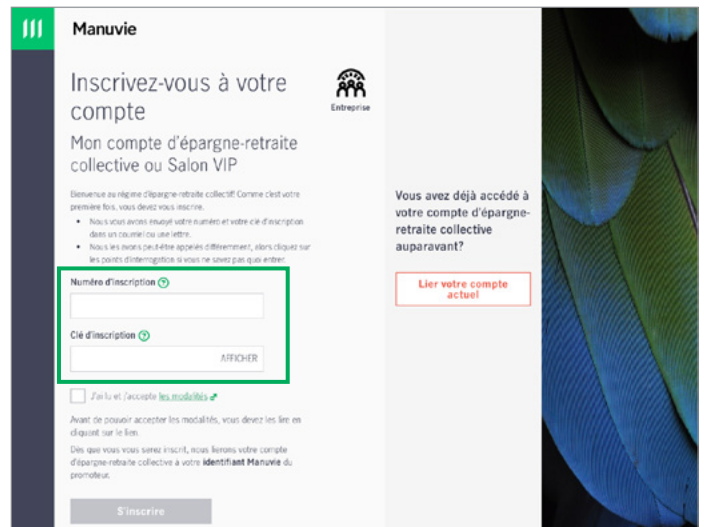 Manuvie
Inscrivez-vous à votre
compte
Entreprise
Mon compte d'épargne-retraite
collective ou Salon VIP
Bienvenue au régime d'épargne-retraite collectif! Comme c'est votre
première fois, vous devez vous inscrire.
• Nous vous avons envoyé votre numéro et votre clé d'inscription
dans un courriel ou une lettre.
• Nous les avons peut-être appelés différemment, alors cliquez sur
les points d'interrogation si vous ne savez pas quoi entrer.
Numéro d'inscription ?
Clé d'inscription ?
AFFICHER
J'ai lu et j'accepte les modalités
Avant de pouvoir accepter les modalités, vous devez les lire en
cliquant sur le lien.
Dès que vous vous serez inscrit, nous lierons votre compte
d'épargne-retraite collective à votre identifiant Manuvie du
promoteur.
S'inscrire
Vous avez déjà accédé à
votre compte d'épargne-
retraite collective
auparavant?
Lier votre compte
actuel